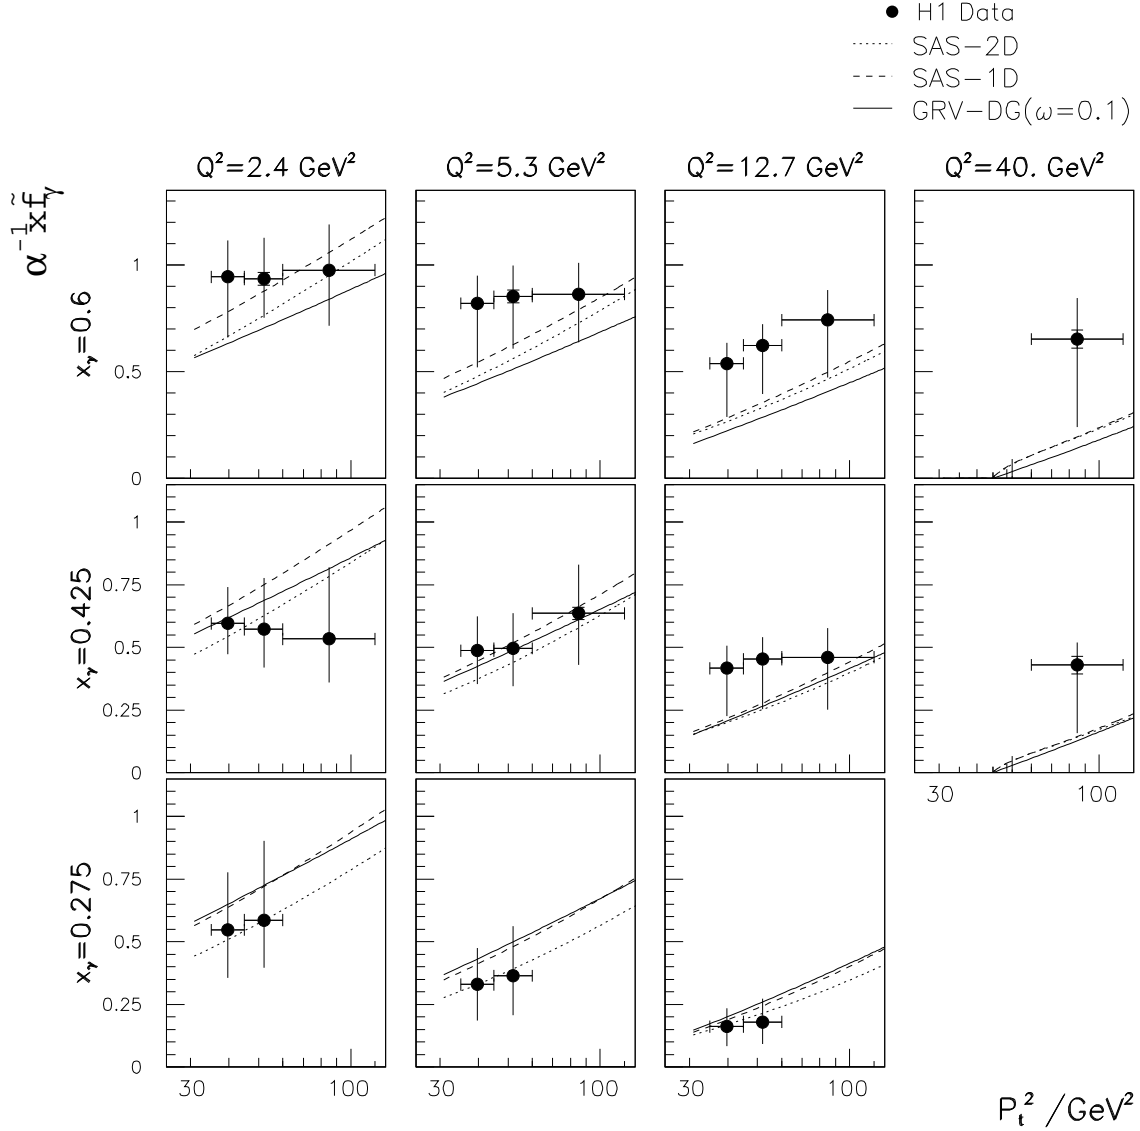 H1 Data
SAS−2D
SAS−1D
GRV−DG(ω=0.1)
Q²=2.4 GeV² Q²=5.3 GeV² Q²=12.7 GeV² Q²=40. GeV²
α⁻¹x̃f̃γ
xγ=0.6
1
0.5
0
xγ=0.425
1
0.75
0.5
0.25
0
30 100
xγ=0.275
1
0.75
0.5
0.25
0
30 100 30 100 30 100
Pₜ² /GeV²